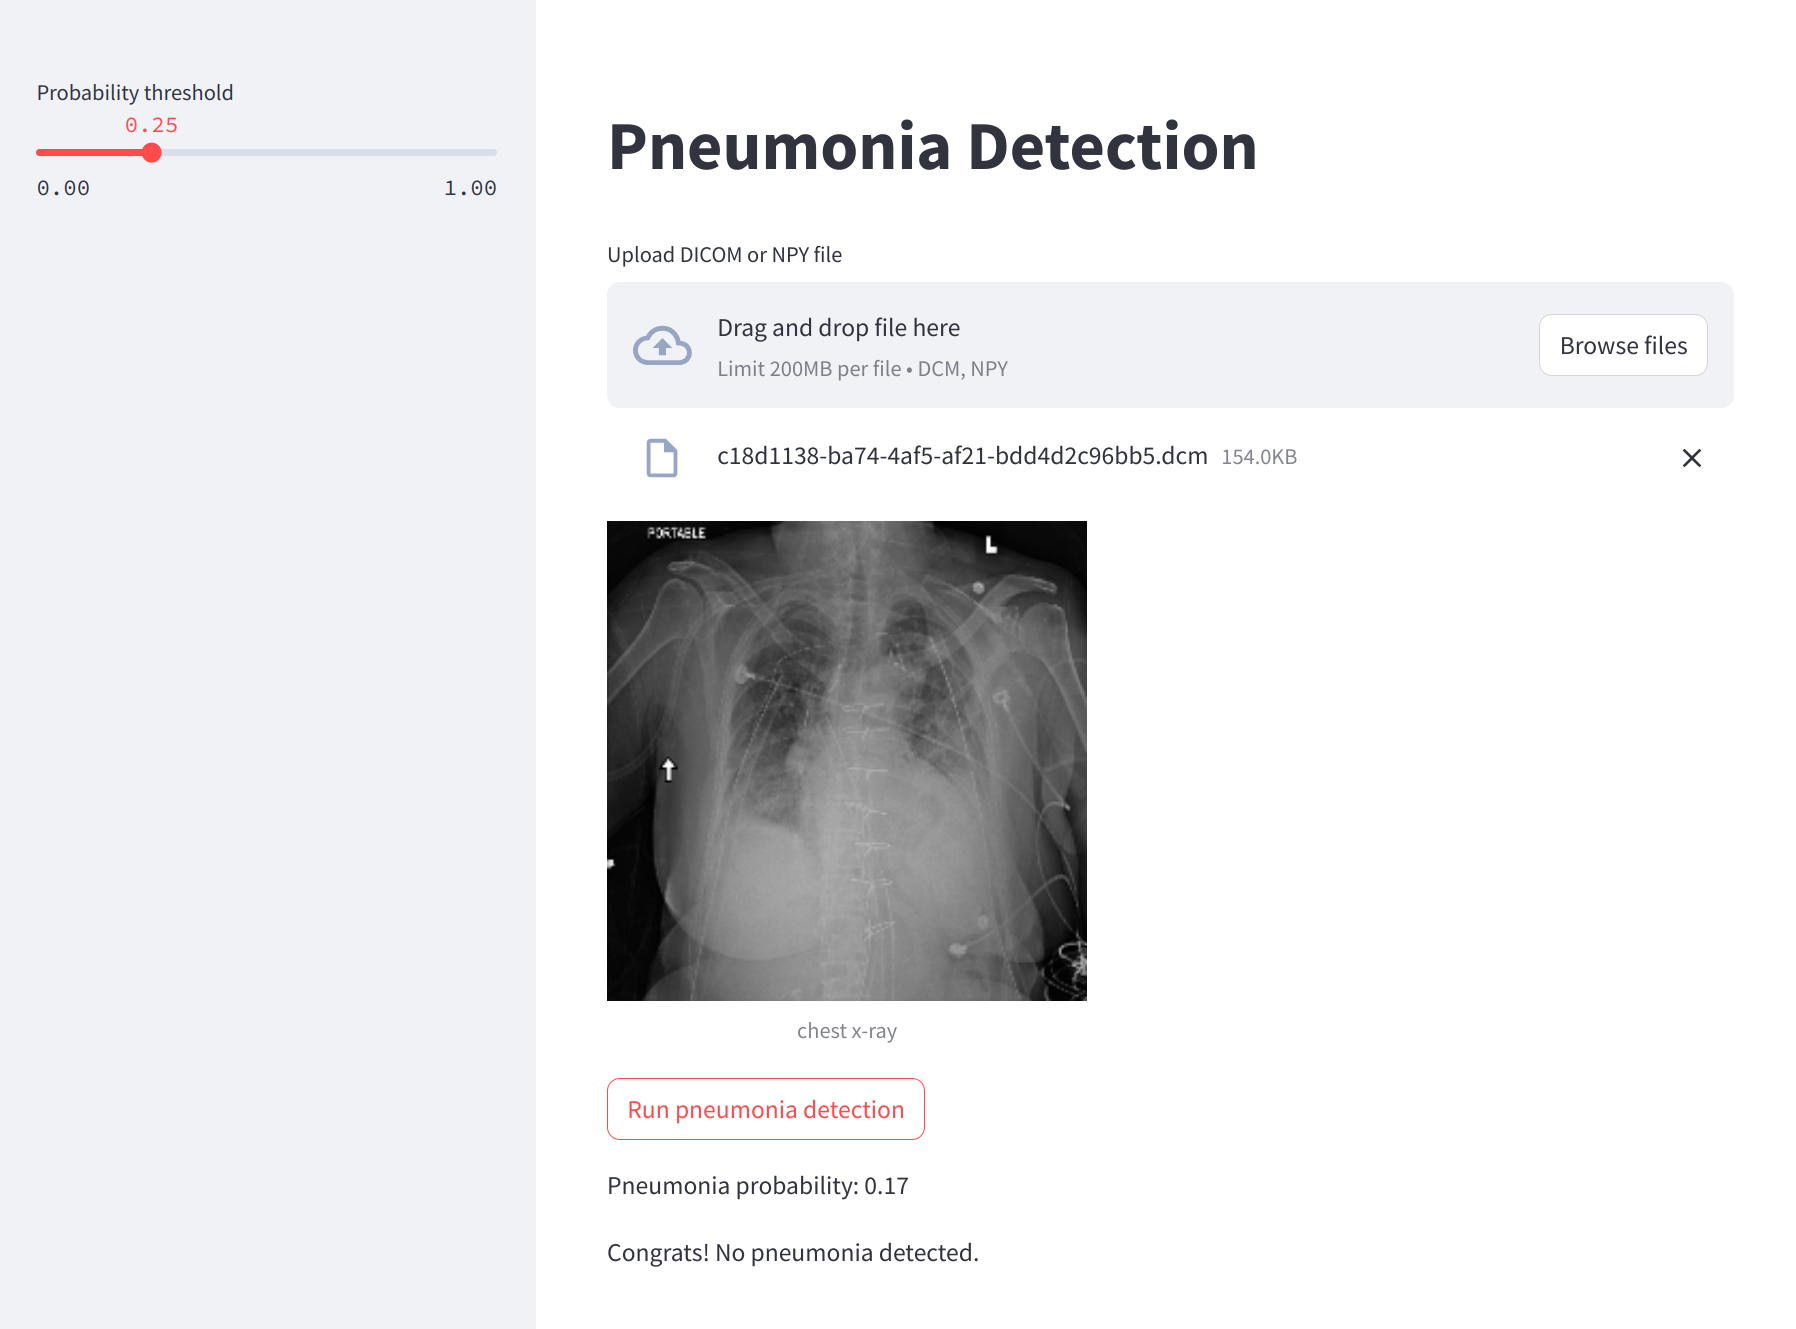 Probability threshold
0.25
0.00 1.00
Pneumonia Detection
Upload DICOM or NPY file
Drag and drop file here
Limit 200MB per file • DCM, NPY
Browse files
c18d1138-ba74-4af5-af21-bdd4d2c96bb5.dcm 154.0KB
PORTABLE
L
chest x-ray
Run pneumonia detection
Pneumonia probability: 0.17
Congrats! No pneumonia detected.